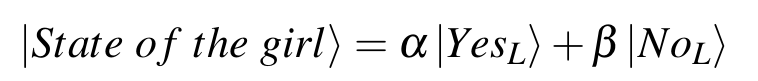 |State of the girl⟩ = α |Yes_L⟩ + β |No_L⟩